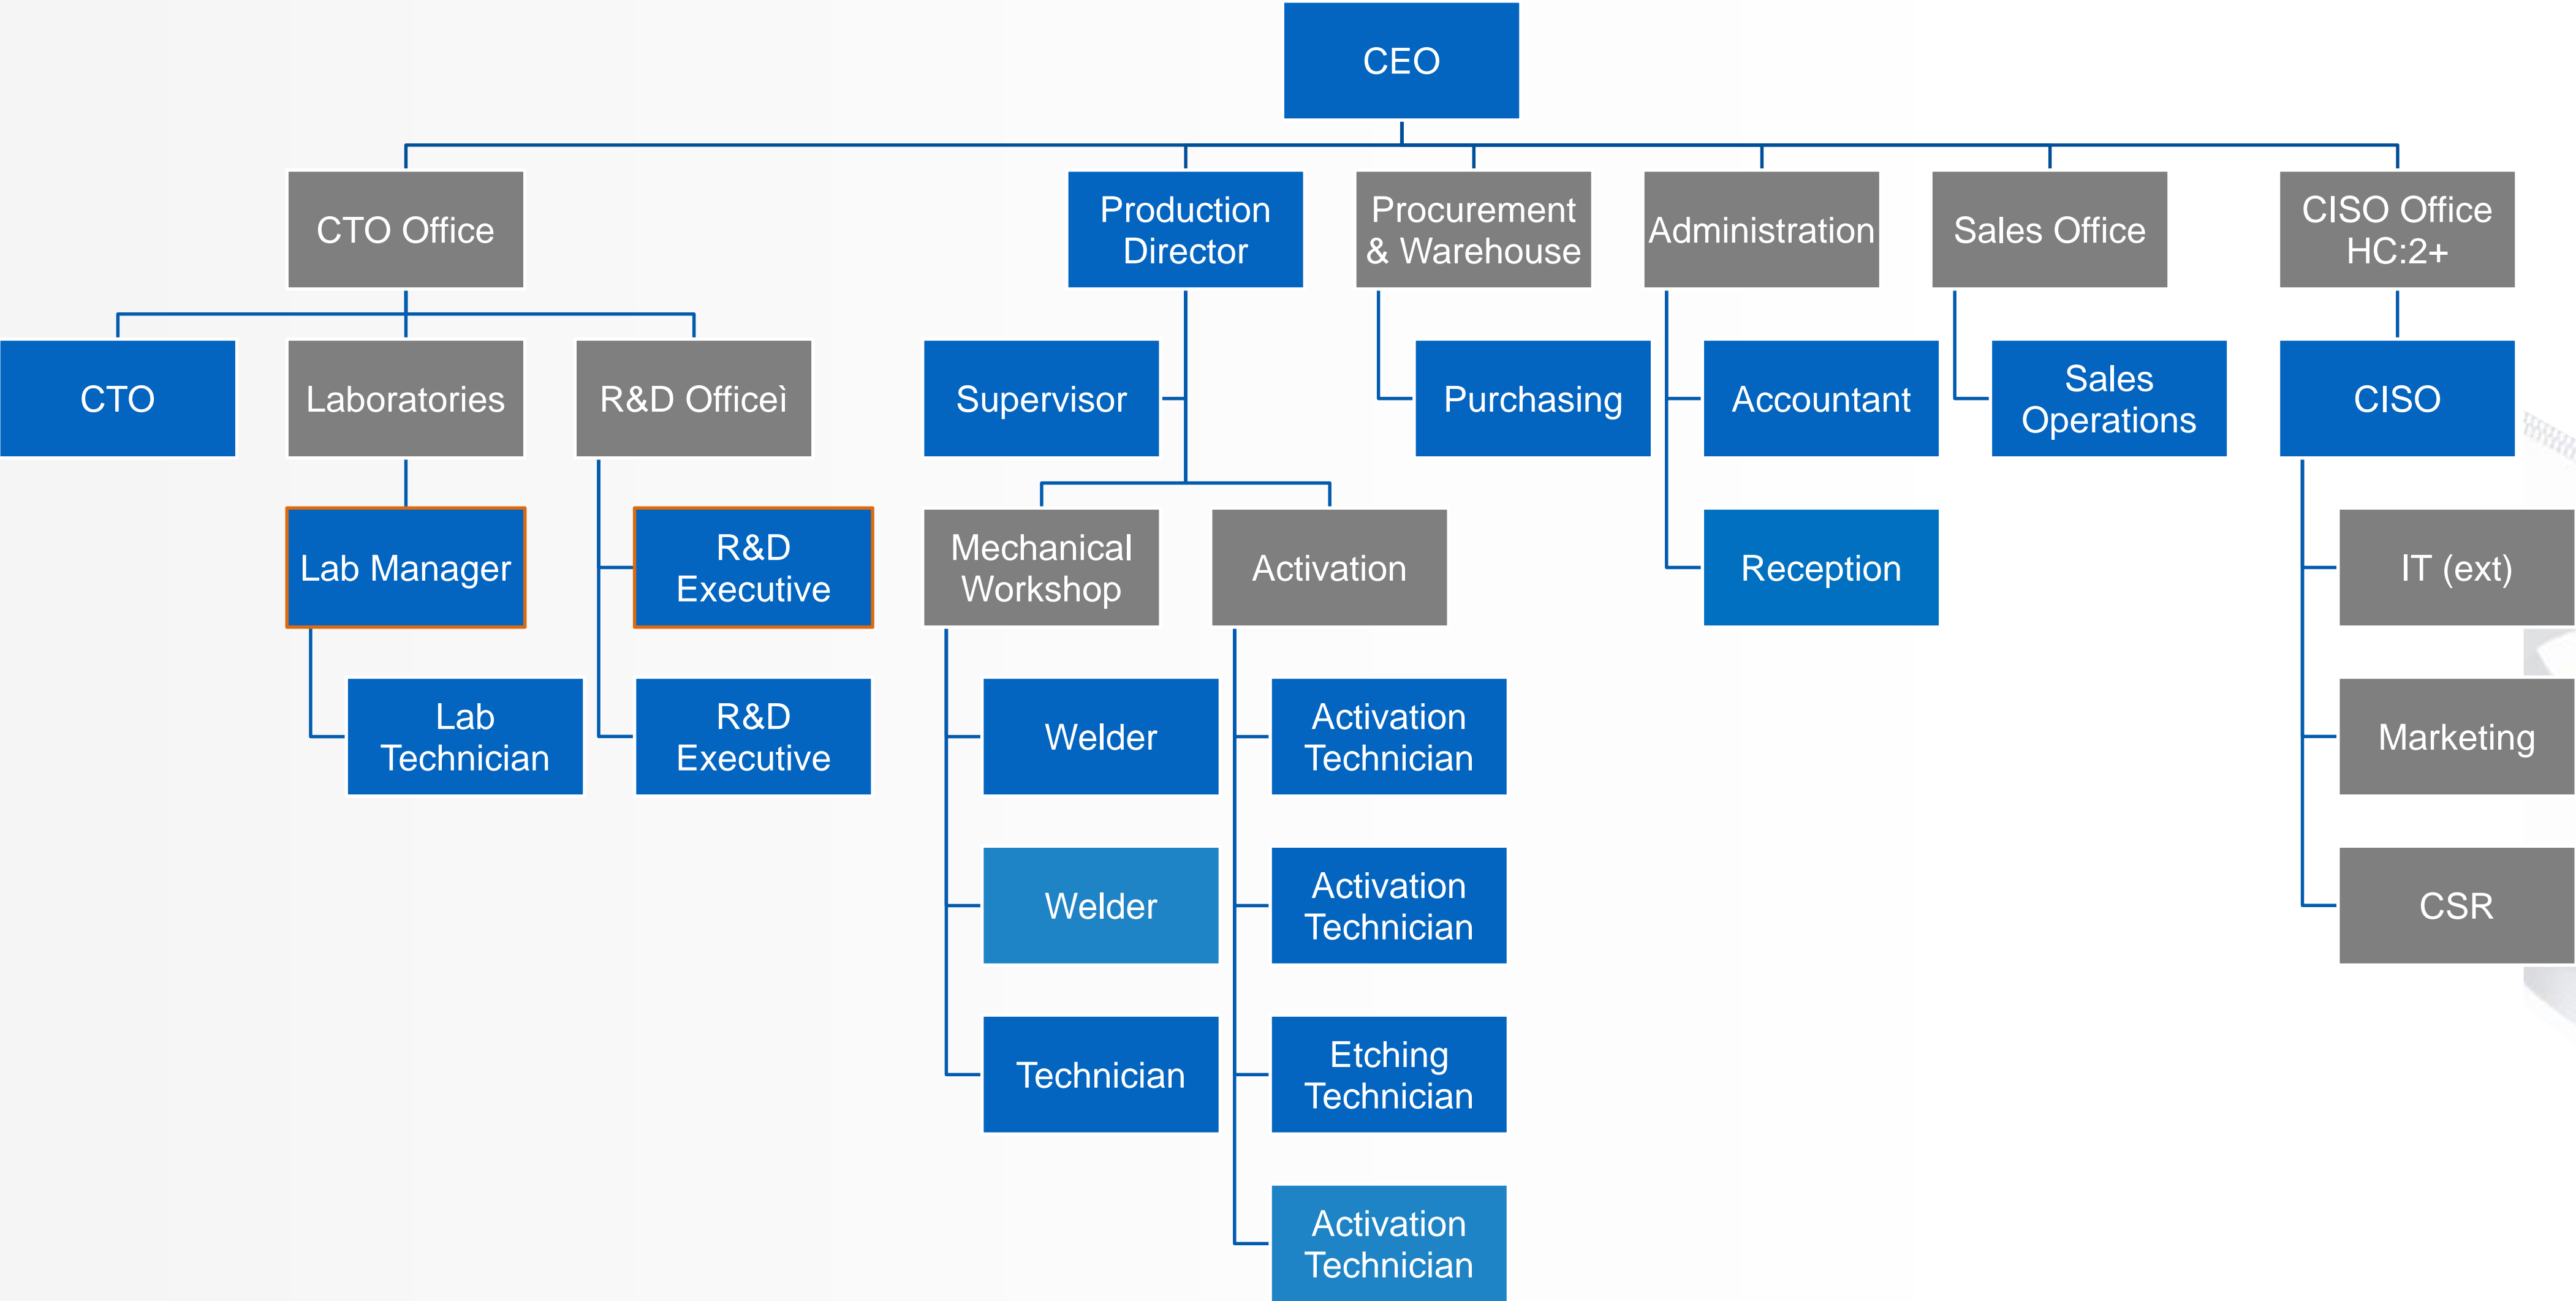 CEO
CTO Office
Production
Director
Procurement
& Warehouse
Administration
Sales Office
CISO Office
HC:2+
CTO
Laboratories
R&D Officeì
Supervisor
Purchasing
Accountant
Sales
Operations
CISO
Lab Manager
R&D
Executive
Mechanical
Workshop
Activation
Reception
IT (ext)
Lab
Technician
R&D
Executive
Welder
Activation
Technician
Marketing
Welder
Activation
Technician
CSR
Technician
Etching
Technician
Activation
Technician